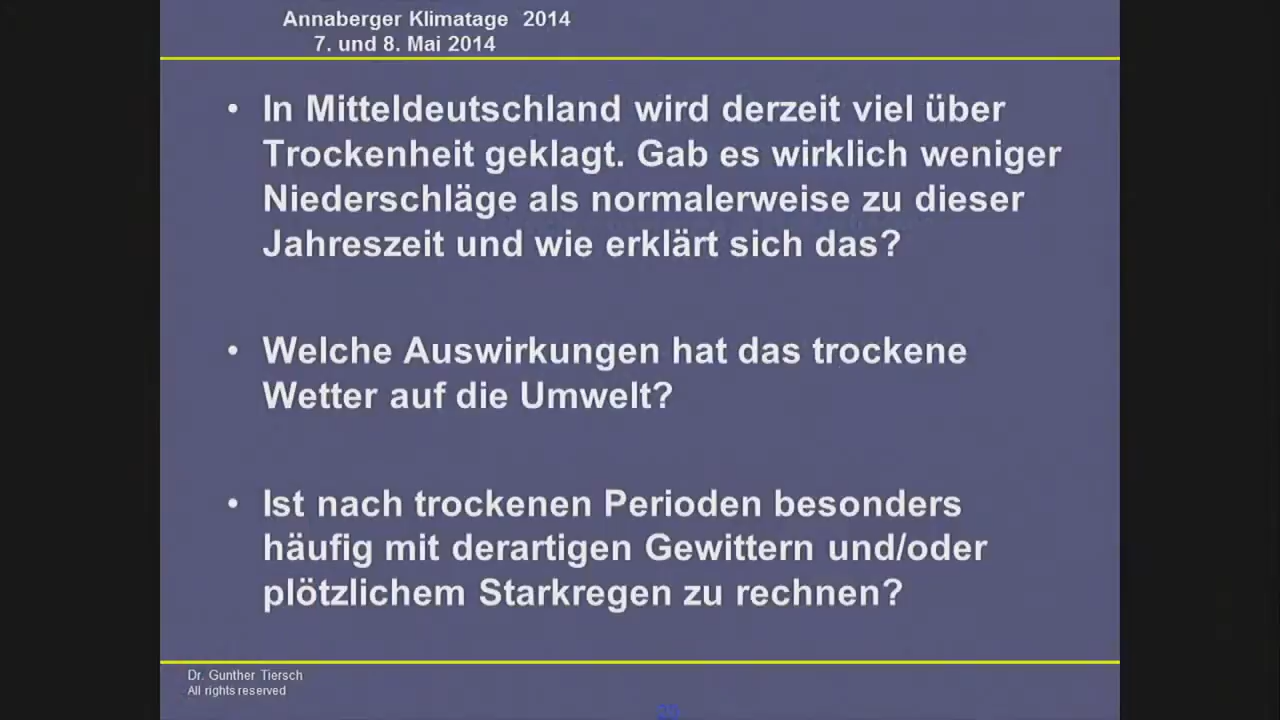 Annaberger Klimatage 2014
7. und 8. Mai 2014
• In Mitteldeutschland wird derzeit viel über
Trockenheit geklagt. Gab es wirklich weniger
Niederschläge als normalerweise zu dieser
Jahreszeit und wie erklärt sich das?
• Welche Auswirkungen hat das trockene
Wetter auf die Umwelt?
• Ist nach trockenen Perioden besonders
häufig mit derartigen Gewittern und/oder
plötzlichem Starkregen zu rechnen?
Dr. Gunther Tiersch
All rights reserved